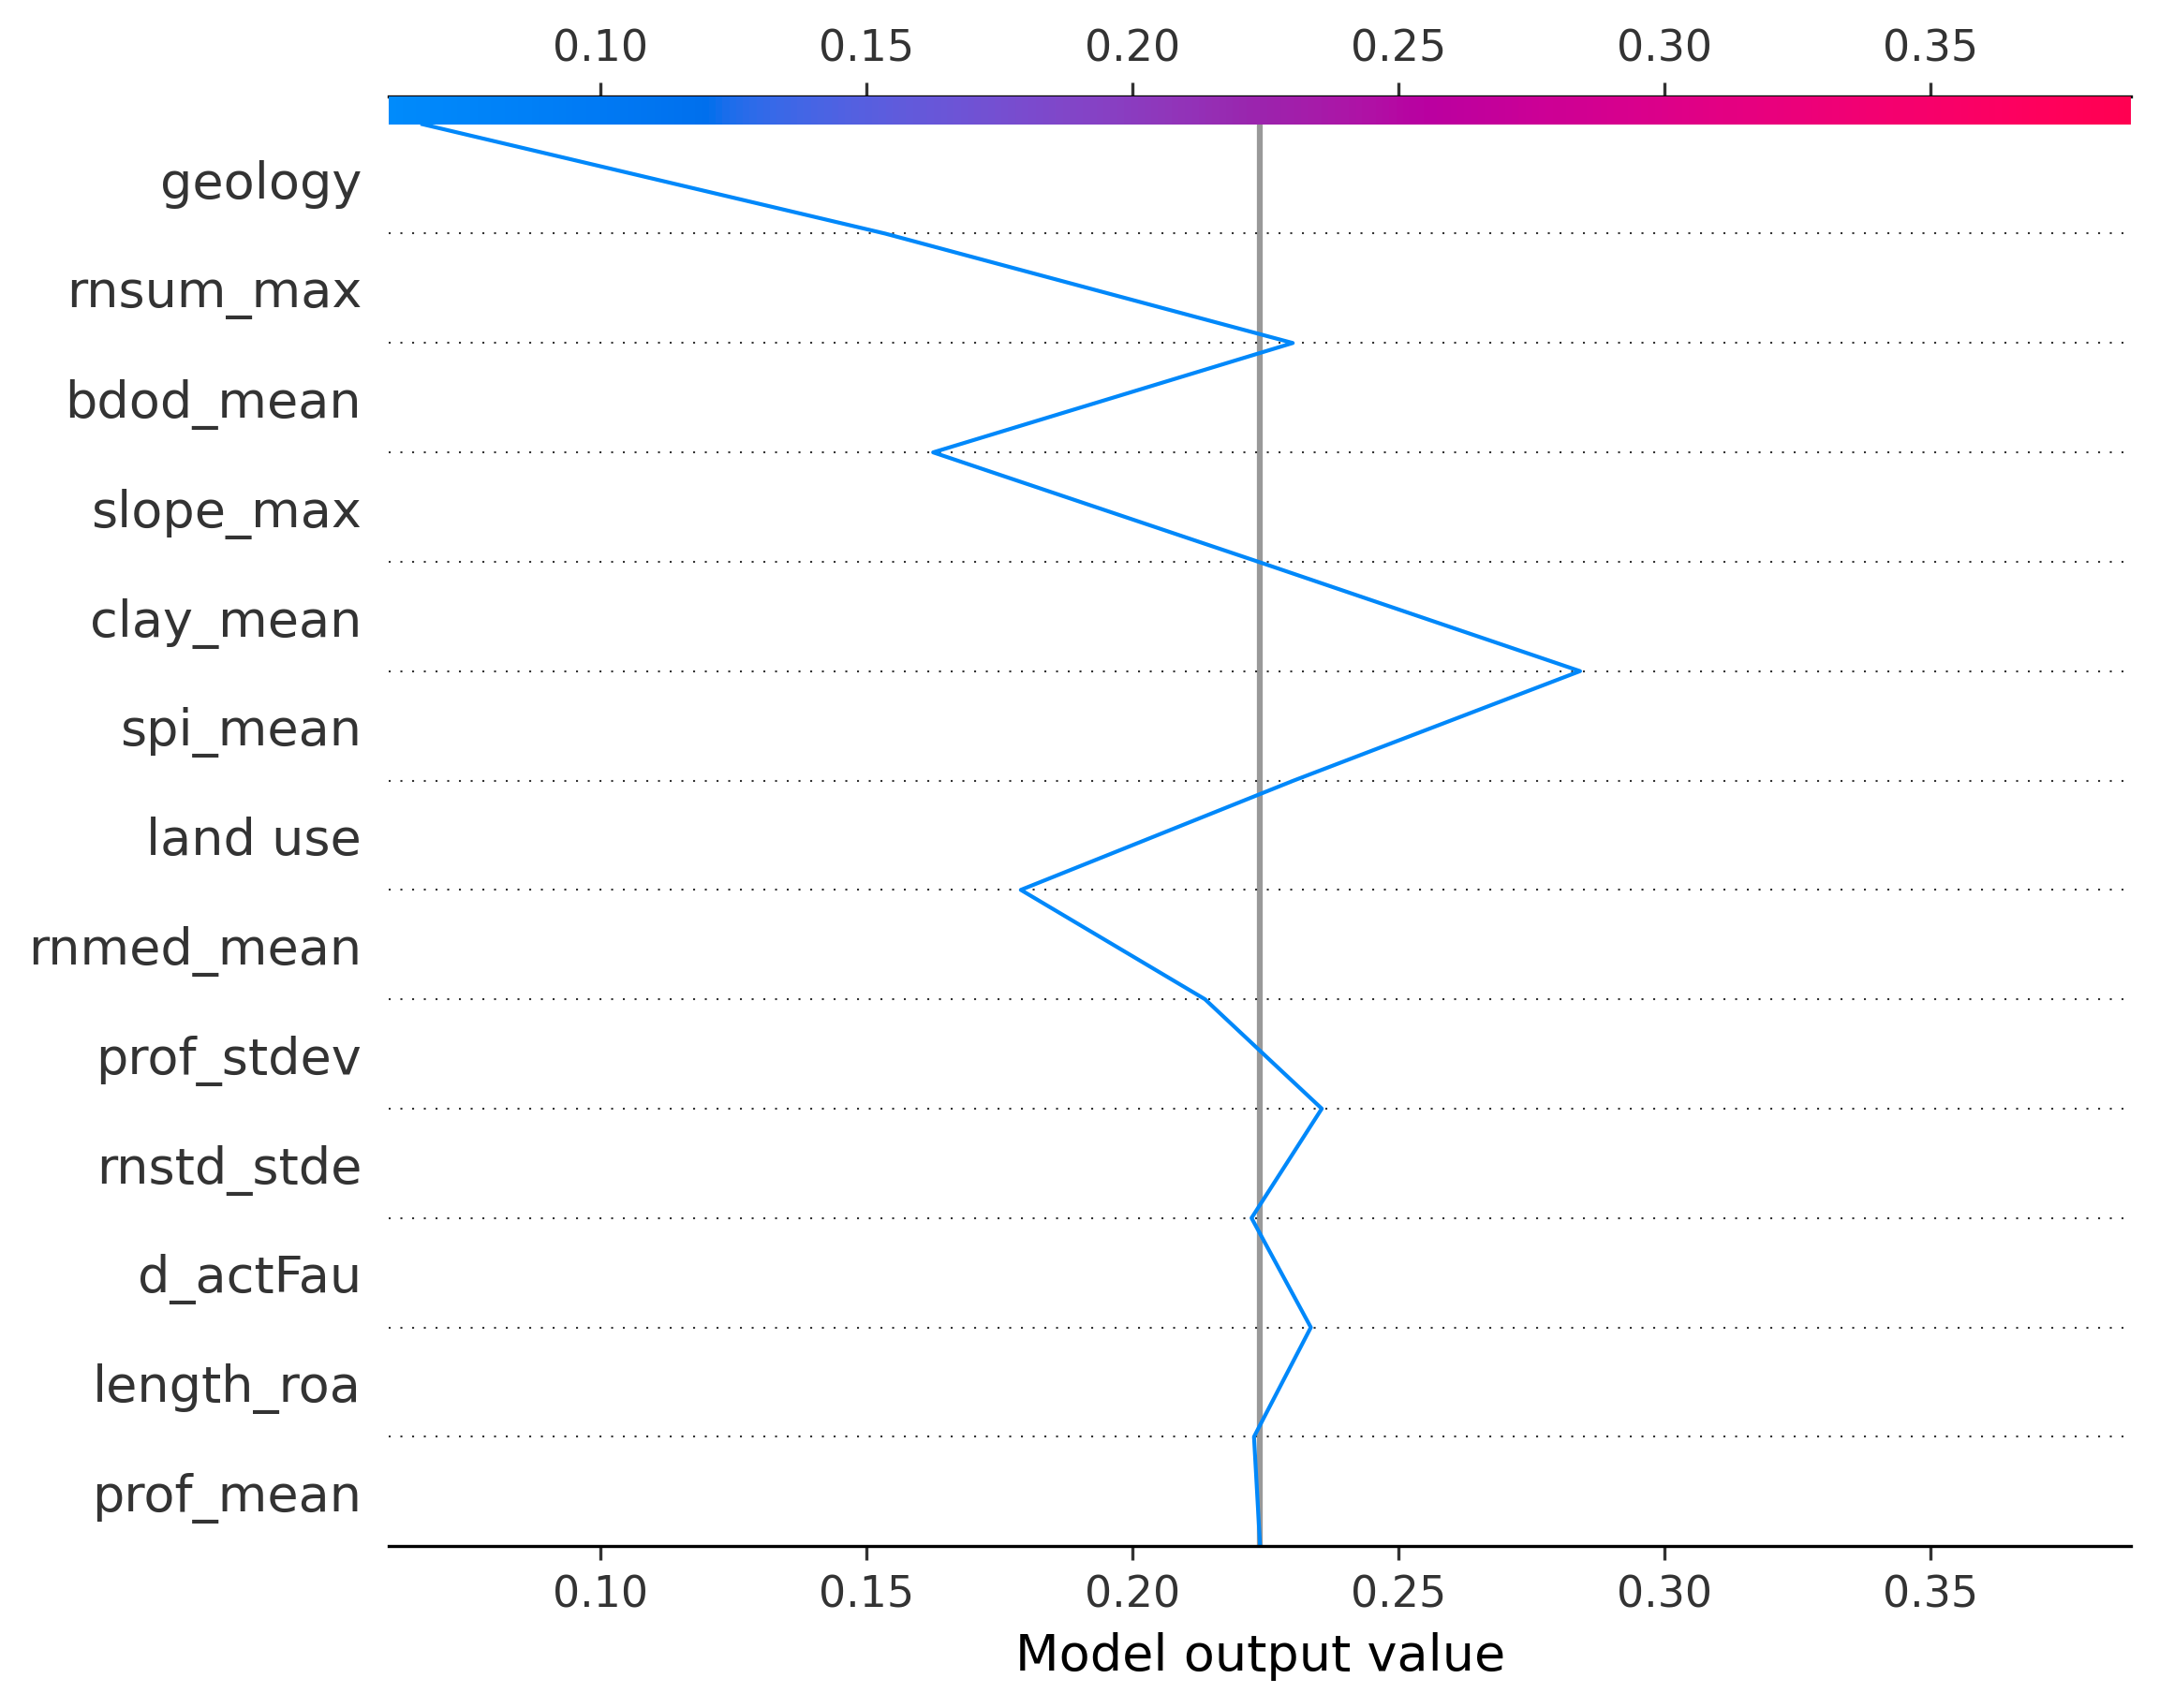 0.10 0.15 0.20 0.25 0.30 0.35
geology
rnsum_max
bdod_mean
slope_max
clay_mean
spi_mean
land use
rnmed_mean
prof_stdev
rnstd_stde
d_actFau
length_roa
prof_mean
0.10 0.15 0.20 0.25 0.30 0.35
Model output value